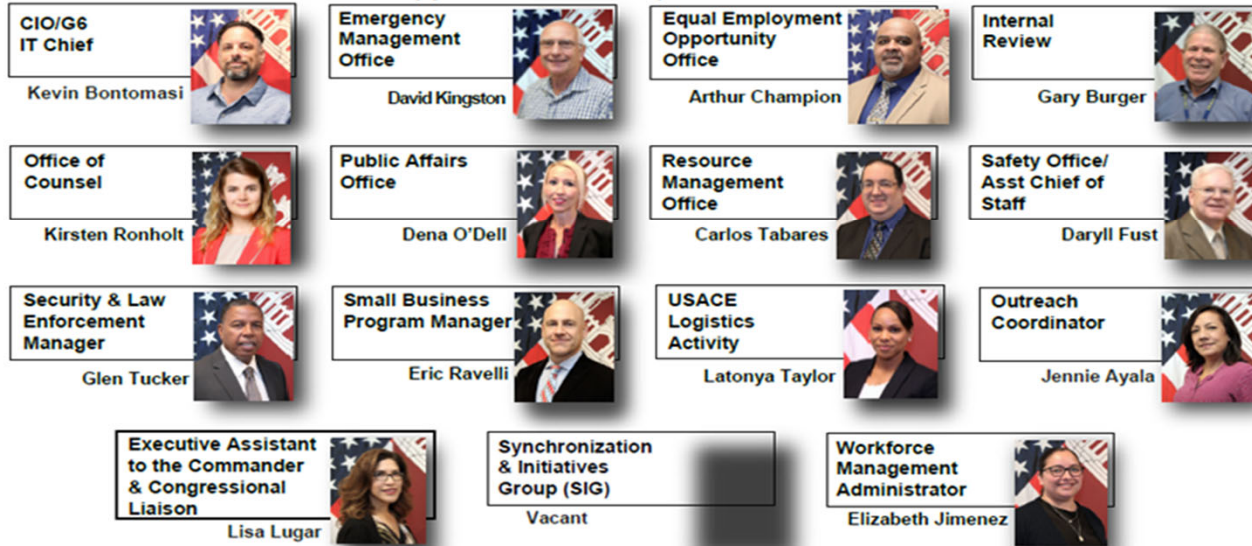 CIO/G6
IT Chief
Kevin Bontomasi
Emergency
Management
Office
David Kingston
Equal Employment
Opportunity
Office
Arthur Champion
Internal
Review
Gary Burger
Office of
Counsel
Kirsten Ronholt
Public Affairs
Office
Dena O'Dell
Resource
Management
Office
Carlos Tabares
Safety Office/
Asst Chief of
Staff
Daryll Fust
Security & Law
Enforcement
Manager
Glen Tucker
Small Business
Program Manager
Eric Ravelli
USACE
Logistics
Activity
Latonya Taylor
Outreach
Coordinator
Jennie Ayala
Executive Assistant
to the Commander
& Congressional
Liaison
Lisa Lugar
Synchronization
& Initiatives
Group (SIG)
Vacant
Workforce
Management
Administrator
Elizabeth Jimenez